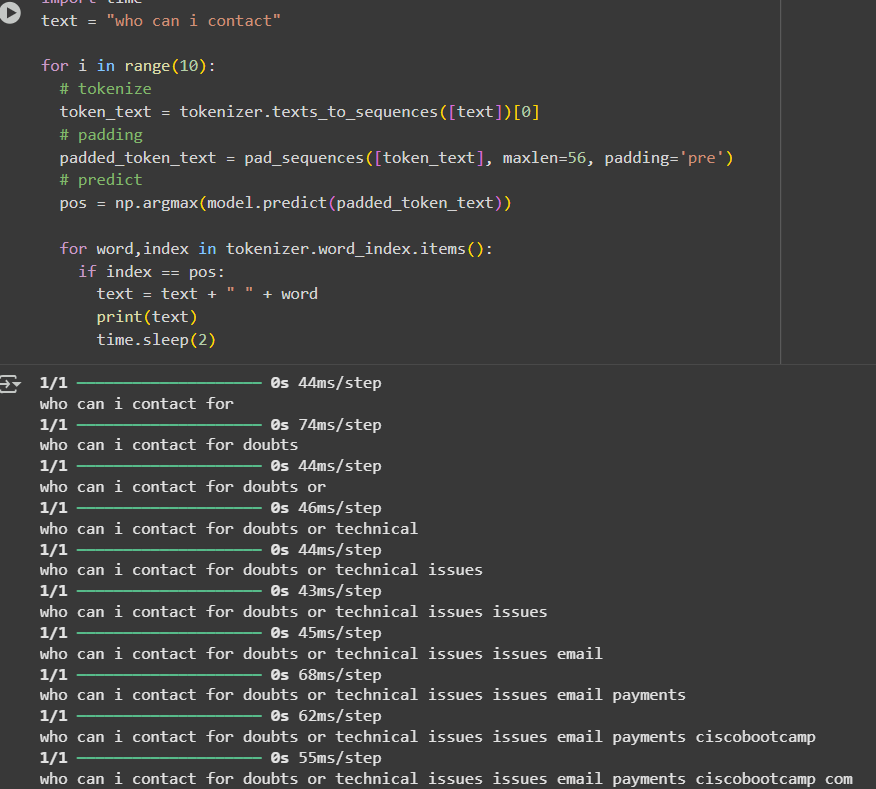 import time
text = "who can i contact"
for i in range(10):
# tokenize
token_text = tokenizer.texts_to_sequences([text])[0]
# padding
padded_token_text = pad_sequences([token_text], maxlen=56, padding='pre')
# predict
pos = np.argmax(model.predict(padded_token_text))
for word,index in tokenizer.word_index.items():
if index == pos:
text = text + " " + word
print(text)
time.sleep(2)
1/1 0s 44ms/step
who can i contact for
1/1 0s 74ms/step
who can i contact for doubts
1/1 0s 44ms/step
who can i contact for doubts or
1/1 0s 46ms/step
who can i contact for doubts or technical
1/1 0s 44ms/step
who can i contact for doubts or technical issues
1/1 0s 43ms/step
who can i contact for doubts or technical issues issues
1/1 0s 45ms/step
who can i contact for doubts or technical issues issues email
1/1 0s 68ms/step
who can i contact for doubts or technical issues issues email payments
1/1 0s 62ms/step
who can i contact for doubts or technical issues issues email payments ciscobootcamp
1/1 0s 55ms/step
who can i contact for doubts or technical issues issues email payments ciscobootcamp com